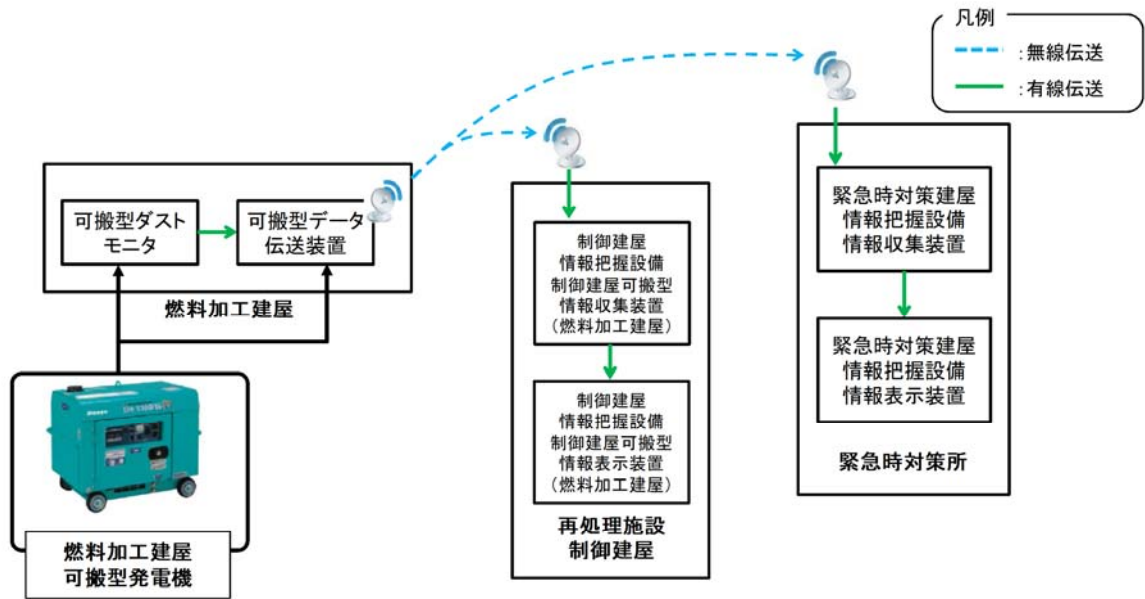 凡例
:無線伝送
:有線伝送
可搬型ダスト
モニタ
可搬型データ
伝送装置
燃料加工建屋
燃料加工建屋
可搬型発電機
制御建屋
情報把握設備
制御建屋可搬型
情報収集装置
(燃料加工建屋)
制御建屋
情報把握設備
制御建屋可搬型
情報表示装置
(燃料加工建屋)
再処理施設
制御建屋
緊急時対策建屋
情報把握設備
情報収集装置
緊急時対策建屋
情報把握設備
情報表示装置
緊急時対策所